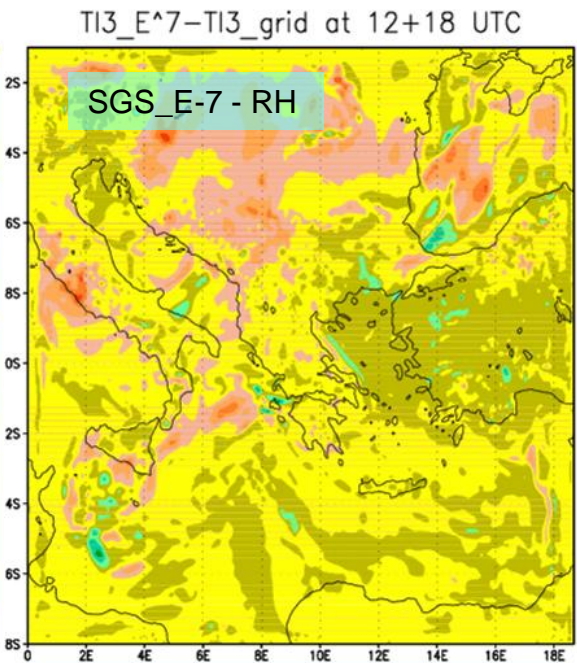 TI3_E^7-TI3_grid at 12+18 UTC
SGS_E-7 - RH
2S
4S
6S
8S
0S
2S
4S
6S
8S
0 2E 4E 6E 8E 10E 12E 14E 16E 18E